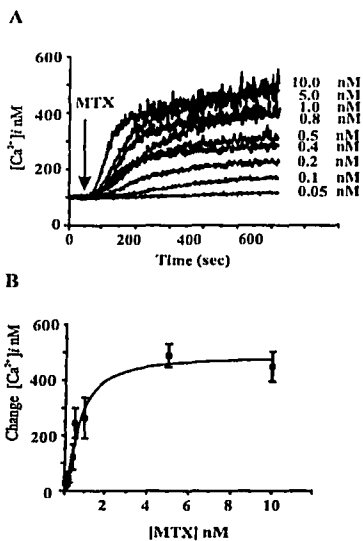 A
600
400
200
0
[Ca²⁺]i nM
MTX
10.0 nM
5.0 nM
1.0 nM
0.8 nM
0.5 nM
0.4 nM
0.2 nM
0.1 nM
0.05 nM
200 400 600
Time (sec)
B
600
400
200
0
Change [Ca²⁺]i nM
0 2 4 6 8 10
[MTX] nM